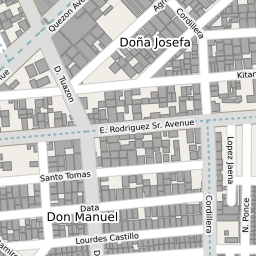 Quezon Ave
Agno
Cordillera
Doña Josefa
D. Tuazon
Kitan
E. Rodriguez Sr. Avenue
Lopez Jaena
Santo Tomas
Cordillera
N. Ponce
Data
Don Manuel
Lourdes Castillo
D